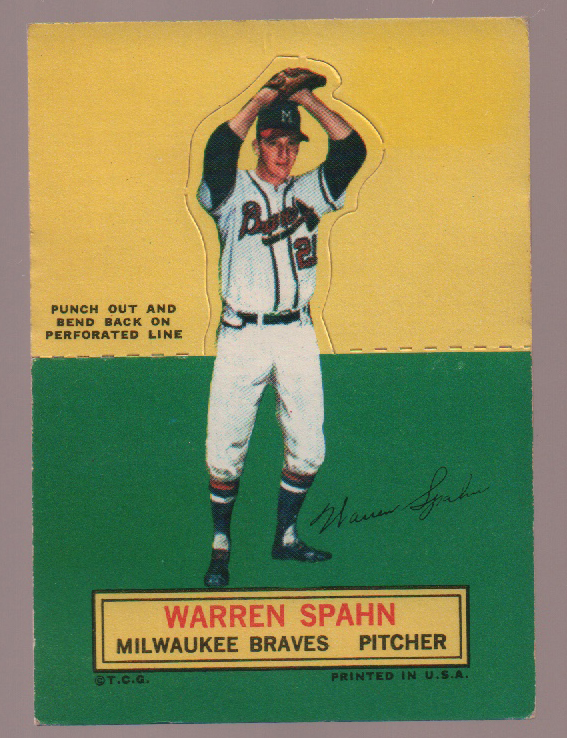 M
Braves
21
PUNCH OUT AND
BEND BACK ON
PERFORATED LINE
Warren Spahn
WARREN SPAHN
MILWAUKEE BRAVES PITCHER
©T.C.G. PRINTED IN U.S.A.